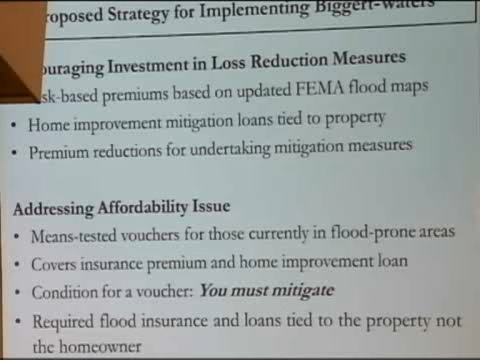 roposed Strategy for Implementing Biggert-Waters
ouraging Investment in Loss Reduction Measures
sk-based premiums based on updated FEMA flood maps
• Home improvement mitigation loans tied to property
• Premium reductions for undertaking mitigation measures
Addressing Affordability Issue
• Means-tested vouchers for those currently in flood-prone areas
• Covers insurance premium and home improvement loan
• Condition for a voucher: You must mitigate
• Required flood insurance and loans tied to the property not
the homeowner